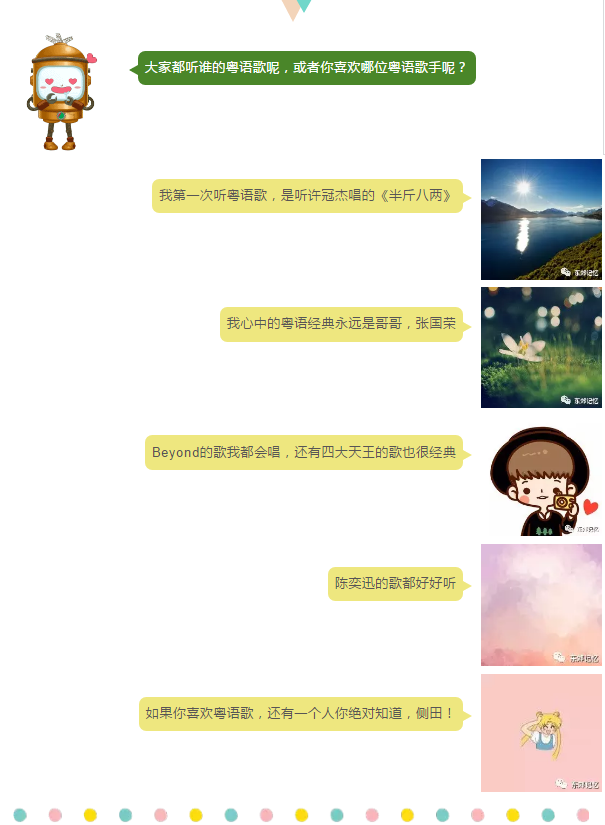 大家都听谁的粤语歌呢，或者你喜欢哪位粤语歌手呢？
我第一次听粤语歌，是听许冠杰唱的《半斤八两》
东郊记忆
我心中的粤语经典永远是哥哥，张国荣
东郊记忆
Beyond的歌我都会唱，还有四大天王的歌也很经典
东郊记忆
陈奕迅的歌都好好听
东郊记忆
如果你喜欢粤语歌，还有一个人你绝对知道，侧田！
东郊记忆